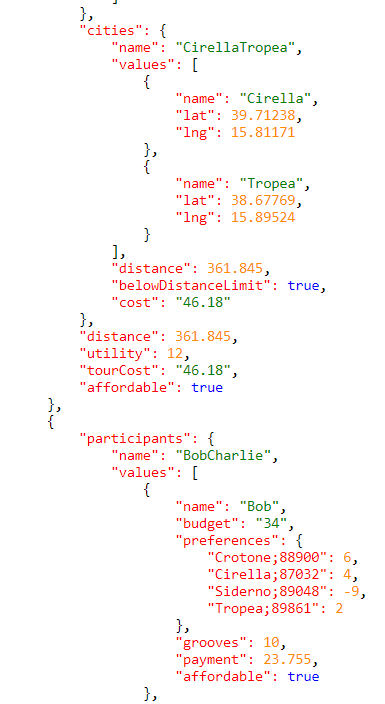 ],
},
"cities": {
"name": "CirellaTropea",
"values": [
{
"name": "Cirella",
"lat": 39.71238,
"lng": 15.81171
},
{
"name": "Tropea",
"lat": 38.67769,
"lng": 15.89524
}
],
"distance": 361.845,
"belowDistanceLimit": true,
"cost": "46.18"
},
"distance": 361.845,
"utility": 12,
"tourCost": "46.18",
"affordable": true
},
{
"participants": {
"name": "BobCharlie",
"values": [
{
"name": "Bob",
"budget": "34",
"preferences": {
"Crotone;88900": 6,
"Cirella;87032": 4,
"Siderno;89048": -9,
"Tropea;89861": 2
},
"grooves": 10,
"payment": 23.755,
"affordable": true
},